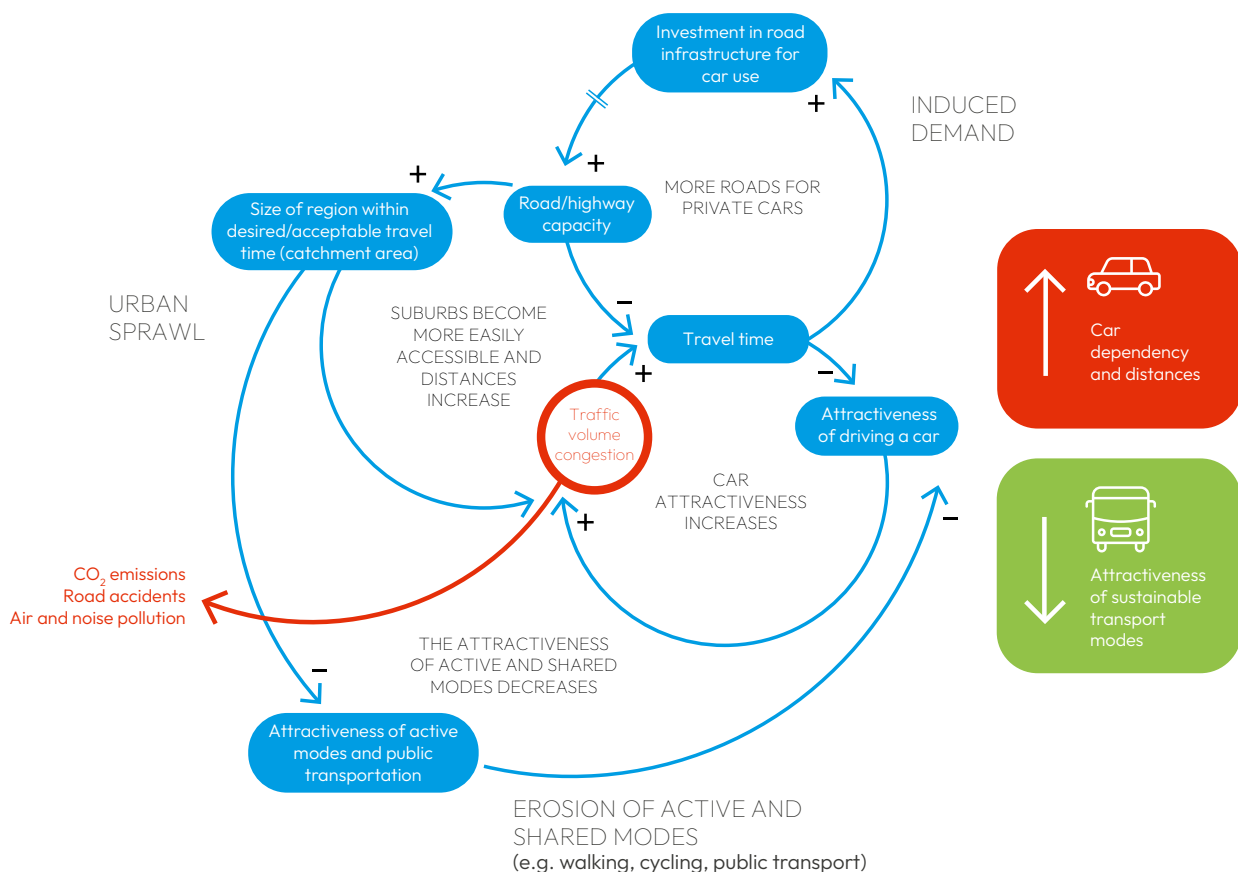 Investment in road
infrastructure for
car use
+
INDUCED
DEMAND
+
+
MORE ROADS FOR
PRIVATE CARS
Road/highway
capacity
Size of region within
desired/acceptable travel
time (catchment area)
URBAN
SPRAWL
SUBURBS BECOME
MORE EASILY
ACCESSIBLE AND
DISTANCES
INCREASE
–
Travel time
+
–
Car
dependency
and distances
Traffic
volume
congestion
Attractiveness
of driving a car
CAR
ATTRACTIVENESS
INCREASES
+
–
Attractiveness
of sustainable
transport
modes
CO₂ emissions
Road accidents
Air and noise pollution
THE ATTRACTIVENESS
OF ACTIVE AND SHARED
MODES DECREASES
–
Attractiveness of active
modes and public
transportation
EROSION OF ACTIVE AND
SHARED MODES
(e.g. walking, cycling, public transport)